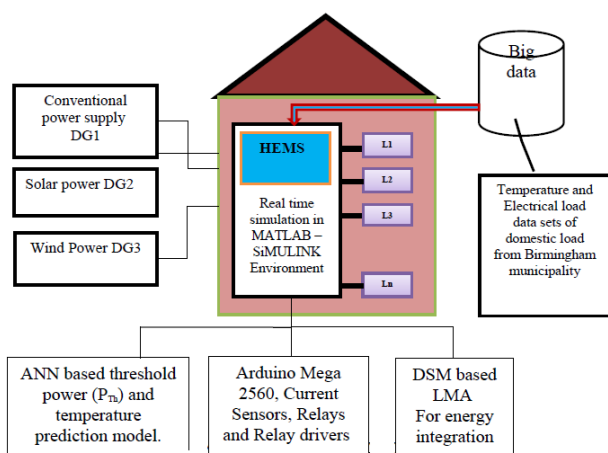 Conventional
power supply
DG1
Solar power DG2
Wind Power DG3
HEMS
Real time
simulation in
MATLAB –
SiMULINK
Environment
L1
L2
L3
Ln
Big
data
Temperature and
Electrical load
data sets of
domestic load
from Birmingham
municipality
ANN based threshold
power (PTh) and
temperature
prediction model.
Arduino Mega
2560, Current
Sensors, Relays
and Relay drivers
DSM based
LMA
For energy
integration